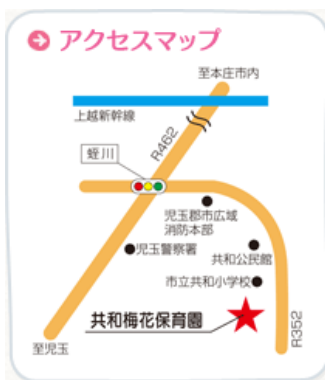 アクセスマップ
至本庄市内
上越新幹線
R462
蛭川
児玉郡市広域
消防本部
児玉警察署
共和公民館
市立共和小学校
共和梅花保育園
R352
至児玉